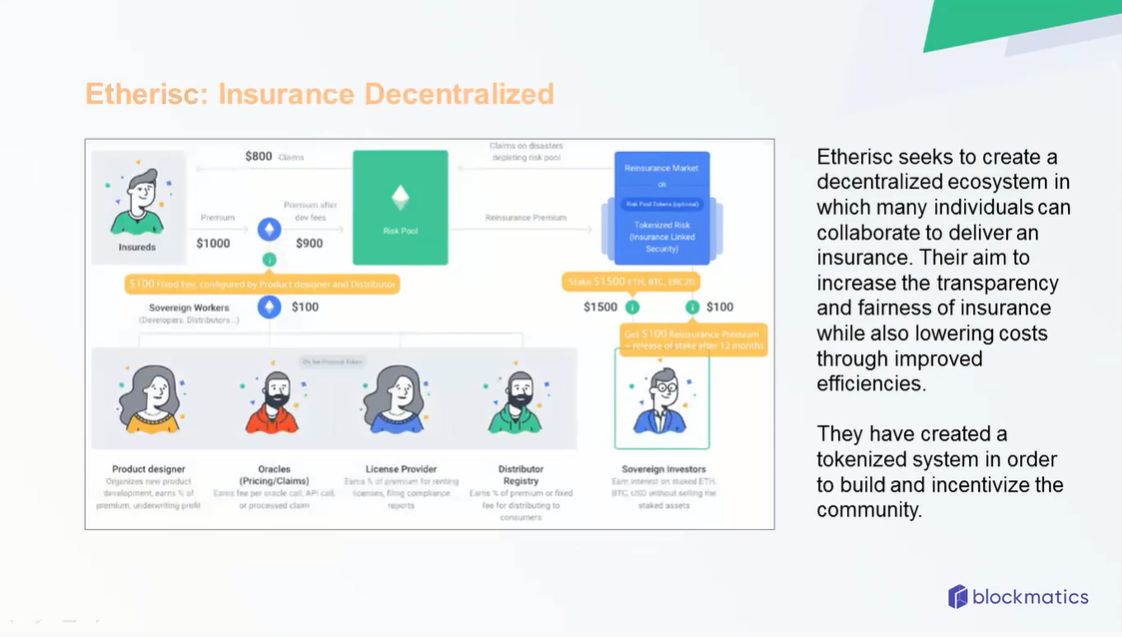 Etherisc: Insurance Decentralized
$800 Claims
Claims on disasters
depleting risk pool
Insureds
Premium
$1000
Premium after
dev fees
$900
Risk Pool
Reinsurance Premium
Reinsurance Market
OR
Risk Pool Tokens (optional)
Tokenized Risk
(Insurance Linked
Security)
$100 Fixed Fee, configured by Product designer and Distributor
Stake $1500 ETH, BTC, ERC20
Sovereign Workers
(Developers, Distributors...)
$100
$1500
$100
Get $100 Reinsurance Premium
+ release of stake after 12 months
Product designer
Organizes new product
development, earns % of
premium, underwriting profit
Oracles
(Pricing/Claims)
Earns fee per oracle call, API call,
or processed claim
License Provider
Earns % of premium for renting
licenses, filing compliance
reports
Distributor
Registry
Earns % of premium or fixed
fee for distributing to
consumers
Sovereign Investors
Earn interest on staked ETH,
BTC, USD without selling the
staked assets
Etherisc seeks to create a
decentralized ecosystem in
which many individuals can
collaborate to deliver an
insurance. Their aim to
increase the transparency
and fairness of insurance
while also lowering costs
through improved
efficiencies.
They have created a
tokenized system in order
to build and incentivize the
community.
blockmatics